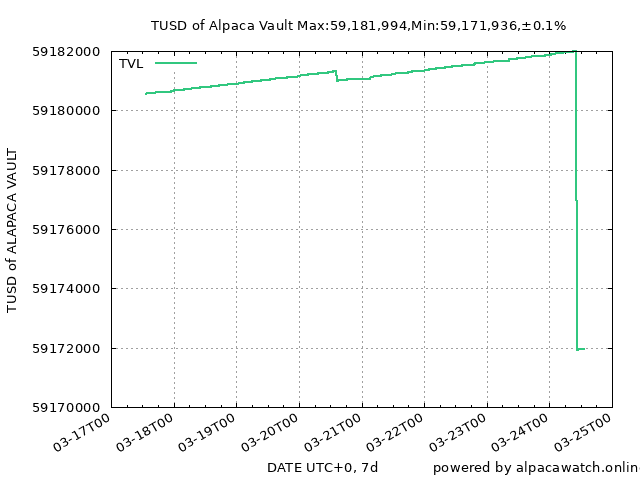 TUSD of Alpaca Vault Max:59,181,994,Min:59,171,936,±0.1%
TVL
59182000
59180000
59178000
59176000
59174000
59172000
59170000
TUSD of ALAPACA VAULT
03-17T00
03-18T00
03-19T00
03-20T00
03-21T00
03-22T00
03-23T00
03-24T00
03-25T00
DATE UTC+0, 7d
powered by alpacawatch.onlin